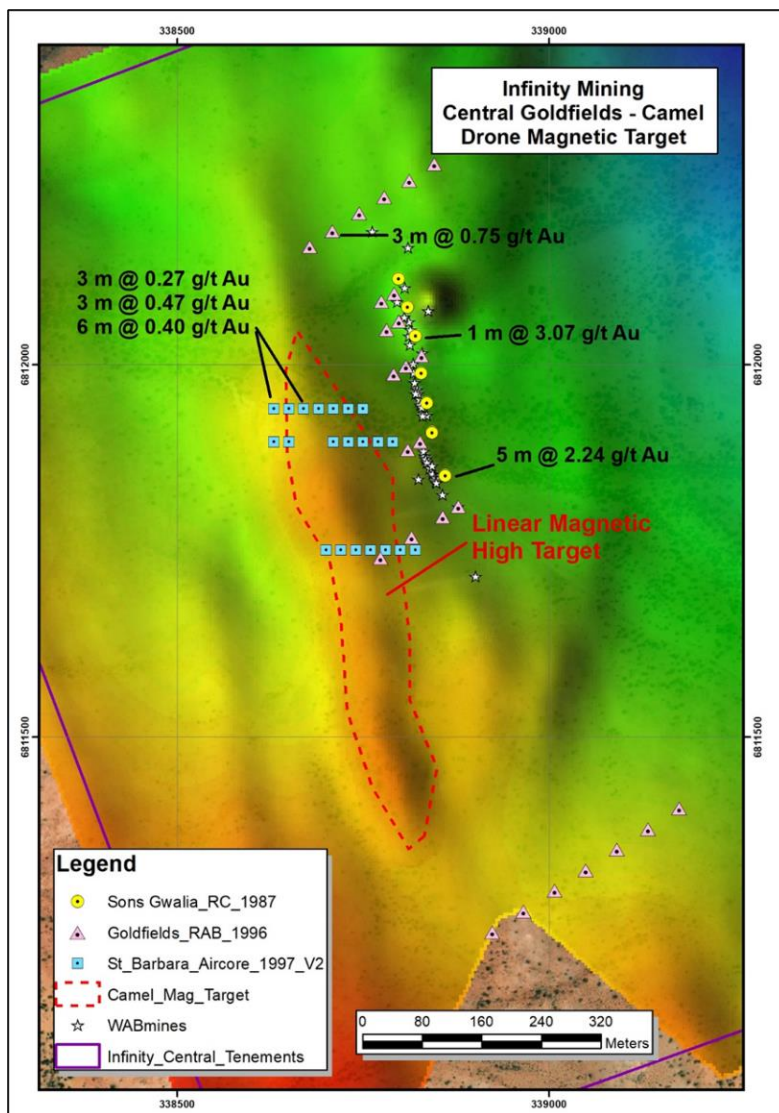 338500
339000
Infinity Mining
Central Goldfields - Camel
Drone Magnetic Target
3 m @ 0.75 g/t Au
3 m @ 0.27 g/t Au
3 m @ 0.47 g/t Au
6 m @ 0.40 g/t Au
1 m @ 3.07 g/t Au
6812000
6812000
5 m @ 2.24 g/t Au
Linear Magnetic
High Target
6811500
6811500
Legend
Sons Gwalia_RC_1987
Goldfields_RAB_1996
St_Barbara_Aircore_1997_V2
Camel_Mag_Target
WABmines
Infinity_Central_Tenements
0 80 160 240 320
Meters
338500
339000